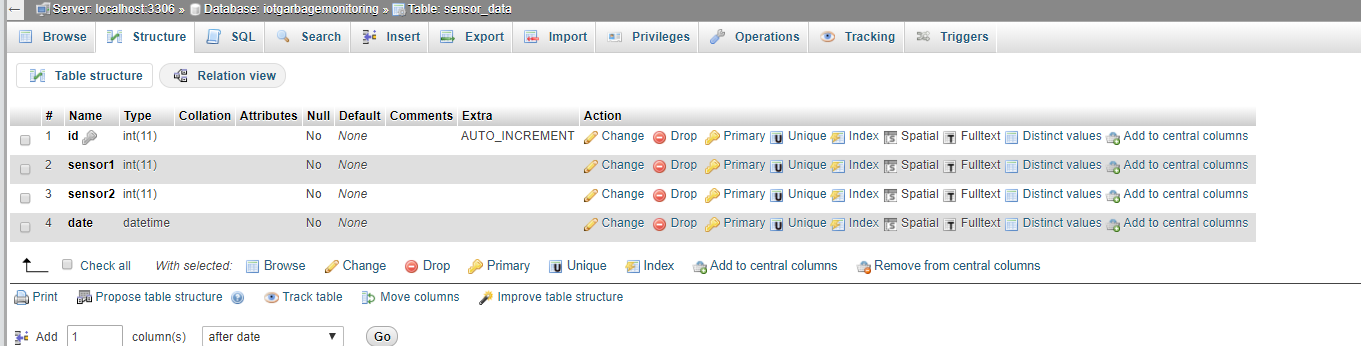 Server: localhost:3306 » Database: iotgarbagemonitoring » Table: sensor_data
Browse Structure SQL Search Insert Export Import Privileges Operations Tracking Triggers
Table structure Relation view
# Name Type Collation Attributes Null Default Comments Extra Action
1 id int(11) No None AUTO_INCREMENT Change Drop Primary Unique Index Spatial Fulltext Distinct values Add to central columns
2 sensor1 int(11) No None Change Drop Primary Unique Index Spatial Fulltext Distinct values Add to central columns
3 sensor2 int(11) No None Change Drop Primary Unique Index Spatial Fulltext Distinct values Add to central columns
4 date datetime No None Change Drop Primary Unique Index Spatial Fulltext Distinct values Add to central columns
Check all With selected: Browse Change Drop Primary Unique Index Add to central columns Remove from central columns
Print Propose table structure Track table Move columns Improve table structure
Add 1 column(s) after date Go